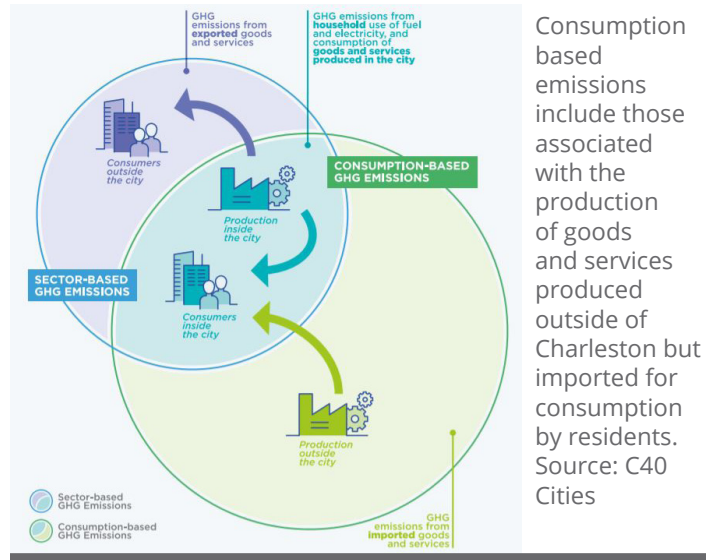 GHG
emissions from
exported goods
and services
GHG emissions from
household use of fuel
and electricity, and
consumption of
goods and services
produced in the city
Consumers
outside
the city
CONSUMPTION-BASED
GHG EMISSIONS
Production
inside
the city
SECTOR-BASED
GHG EMISSIONS
Consumers
inside
the city
Production
outside
the city
Sector-based
GHG Emissions
Consumption-based
GHG Emissions
GHG
emissions from
imported goods
and services
Consumption
based
emissions
include those
associated
with the
production
of goods
and services
produced
outside of
Charleston but
imported for
consumption
by residents.
Source: C40
Cities